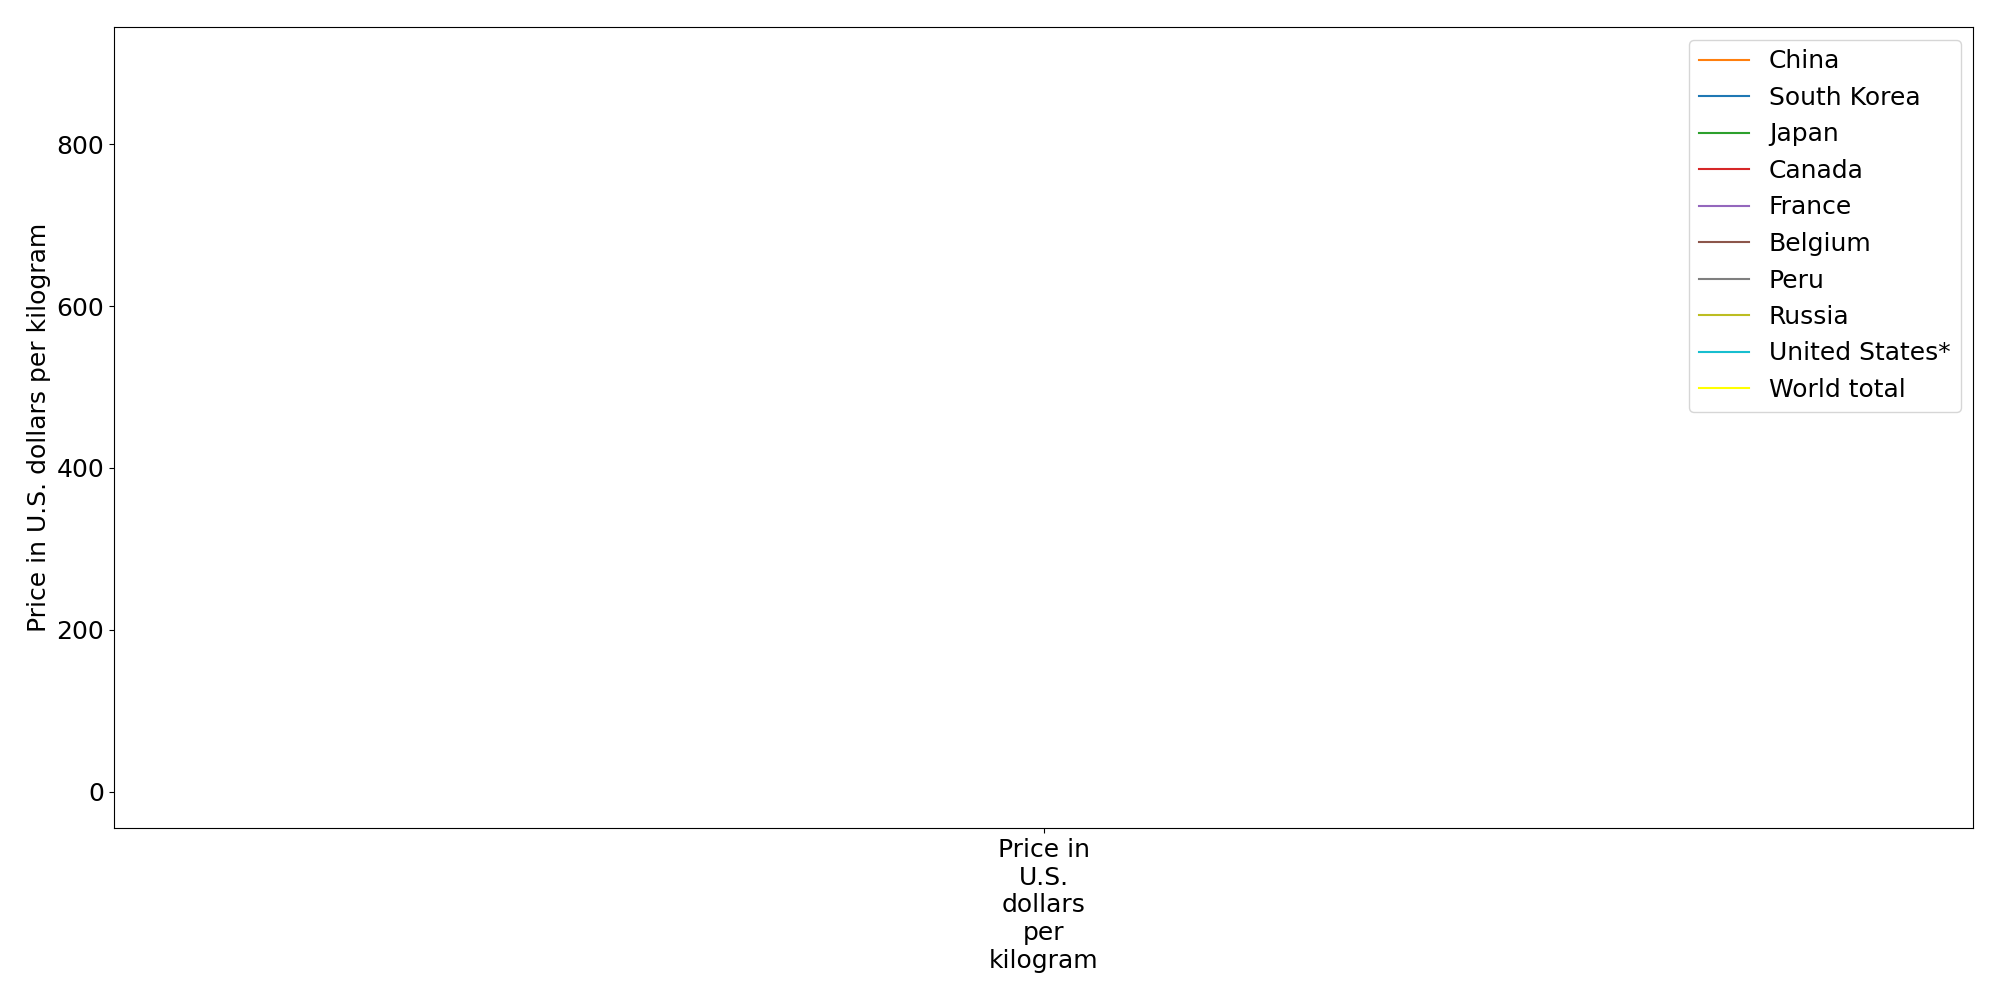 Price in U.S. dollars per kilogram
800
600
400
200
0
Price in
U.S.
dollars
per
kilogram
China
South Korea
Japan
Canada
France
Belgium
Peru
Russia
United States*
World total